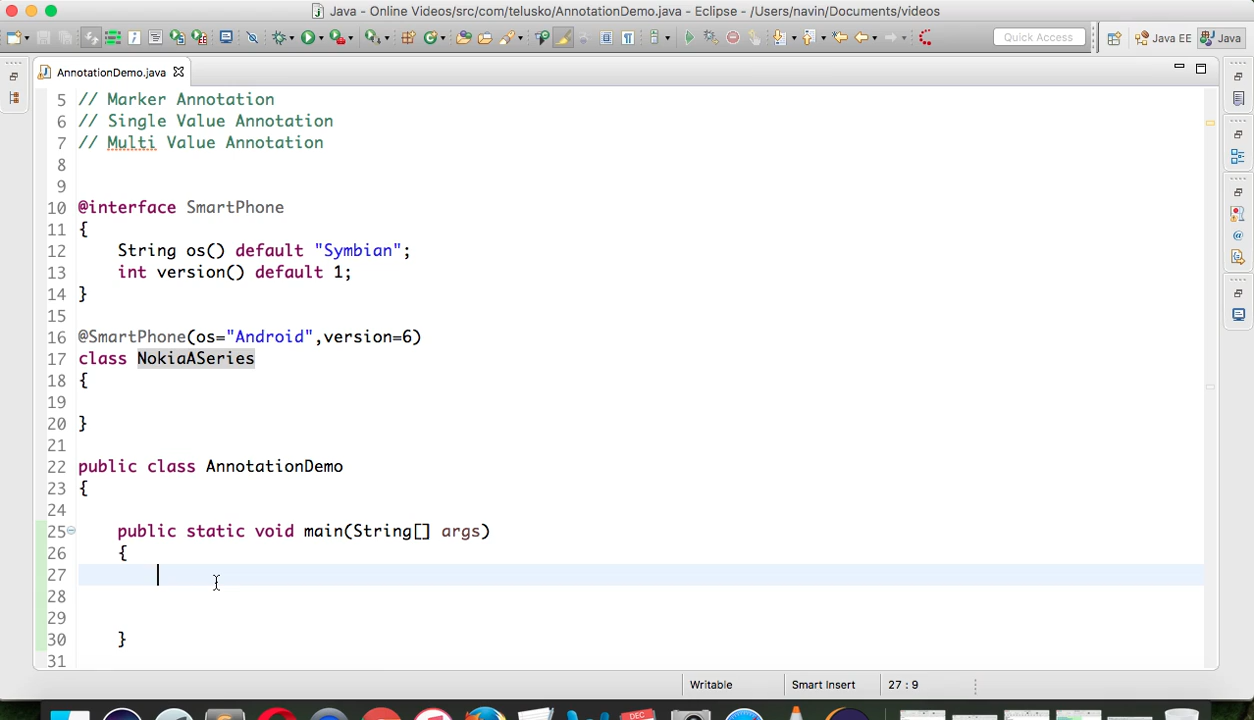 Java - Online Videos/src/com/telusko/AnnotationDemo.java - Eclipse - /Users/navin/Documents/videos
Quick Access
Java EE
Java
AnnotationDemo.java
5 // Marker Annotation
6 // Single Value Annotation
7 // Multi Value Annotation
8
9
10 @interface SmartPhone
11 {
12 String os() default "Symbian";
13 int version() default 1;
14 }
15
16 @SmartPhone(os="Android",version=6)
17 class NokiaASeries
18 {
19
20 }
21
22 public class AnnotationDemo
23 {
24
25 public static void main(String[] args)
26 {
27
28
29
30 }
31
Writable
Smart Insert
27 : 9
DEC